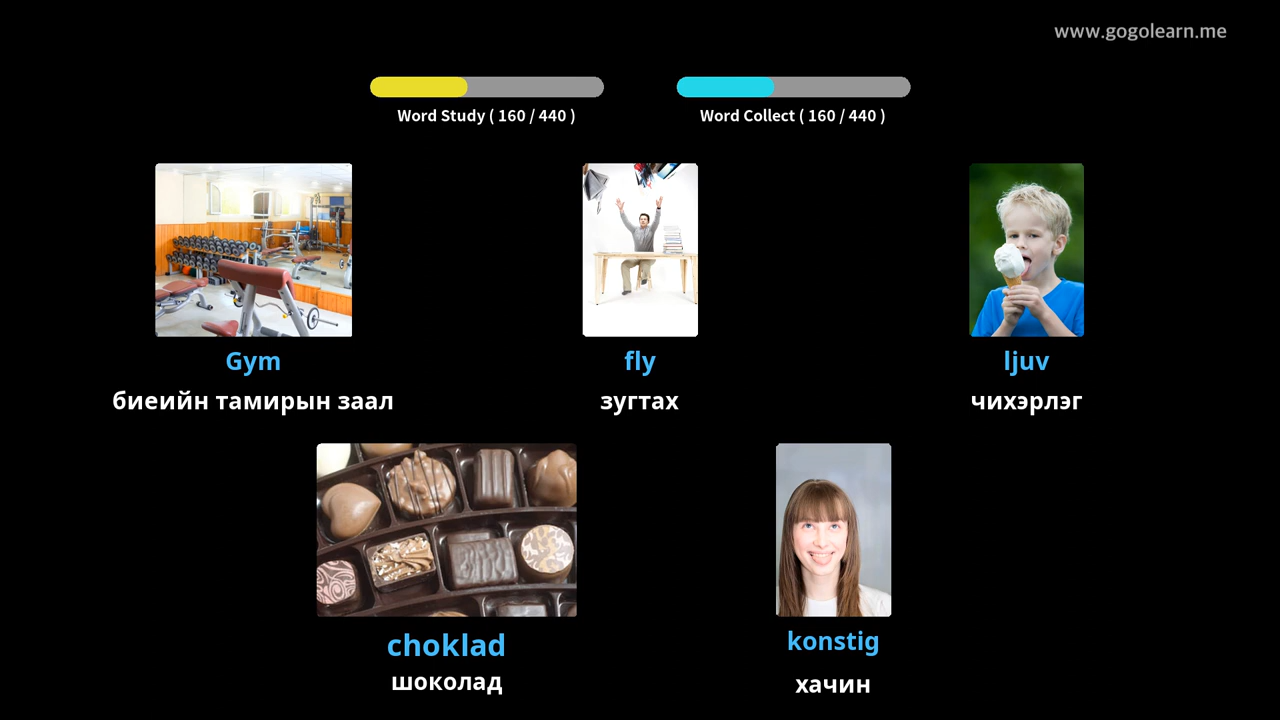 www.gogolearn.me
Word Study ( 160 / 440 )
Word Collect ( 160 / 440 )
Gym
биеийн тамирын заал
fly
зугтах
ljuv
чихэрлэг
choklad
шоколад
konstig
хачин